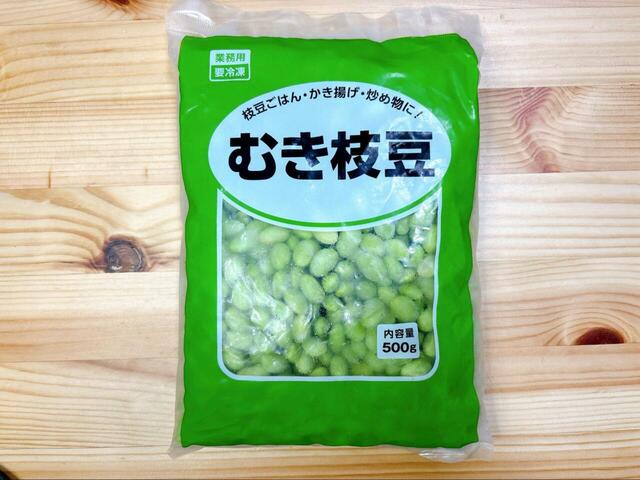 業務用
要冷凍
枝豆ごはん・かき揚げ・炒め物に!
むき枝豆
内容量
500g